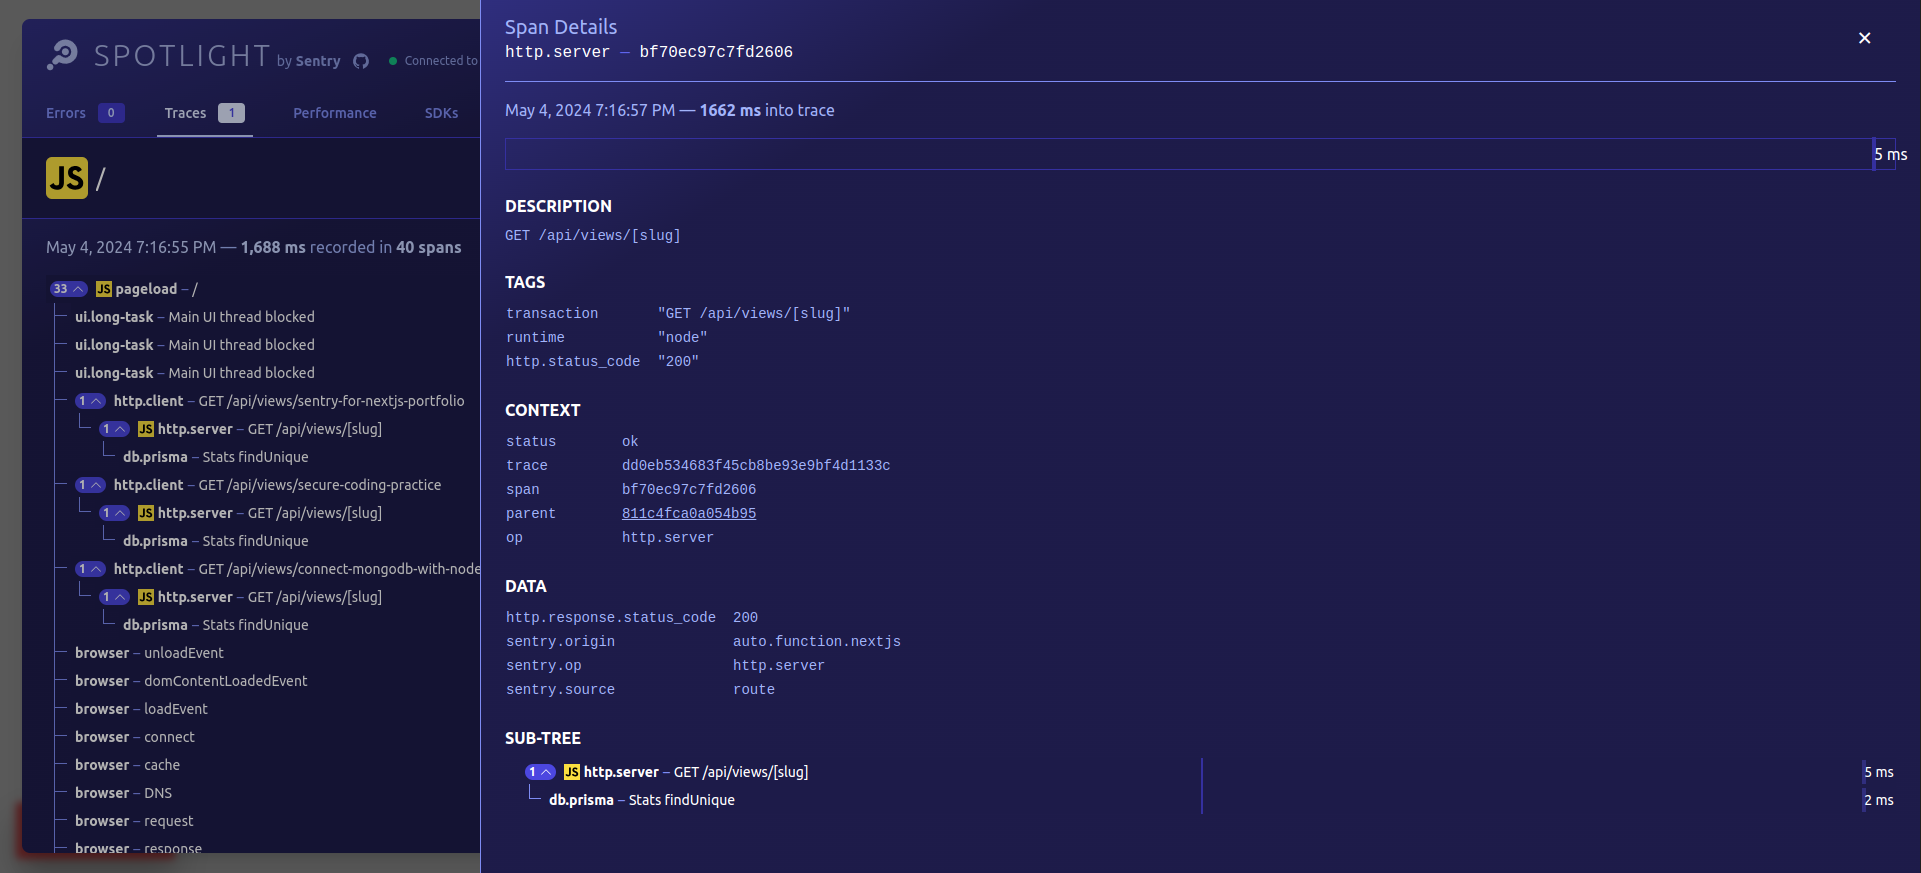 SPOTLIGHT by Sentry
Connected to
Errors 0 Traces 1 Performance SDKs
JS /
May 4, 2024 7:16:55 PM — 1,688 ms recorded in 40 spans
33 JS pageload – /
ui.long-task – Main UI thread blocked
ui.long-task – Main UI thread blocked
ui.long-task – Main UI thread blocked
1 http.client – GET /api/views/sentry-for-nextjs-portfolio
1 JS http.server – GET /api/views/[slug]
db.prisma – Stats findUnique
1 http.client – GET /api/views/secure-coding-practice
1 JS http.server – GET /api/views/[slug]
db.prisma – Stats findUnique
1 http.client – GET /api/views/connect-mongodb-with-node
1 JS http.server – GET /api/views/[slug]
db.prisma – Stats findUnique
browser – unloadEvent
browser – domContentLoadedEvent
browser – loadEvent
browser – connect
browser – cache
browser – DNS
browser – request
browser – response
Span Details
http.server — bf70ec97c7fd2606
×
May 4, 2024 7:16:57 PM — 1662 ms into trace
5 ms
DESCRIPTION
GET /api/views/[slug]
TAGS
transaction "GET /api/views/[slug]"
runtime "node"
http.status_code "200"
CONTEXT
status ok
trace dd0eb534683f45cb8be93e9bf4d1133c
span bf70ec97c7fd2606
parent 811c4fca0a054b95
op http.server
DATA
http.response.status_code 200
sentry.origin auto.function.nextjs
sentry.op http.server
sentry.source route
SUB-TREE
1 JS http.server – GET /api/views/[slug] 5 ms
db.prisma – Stats findUnique 2 ms